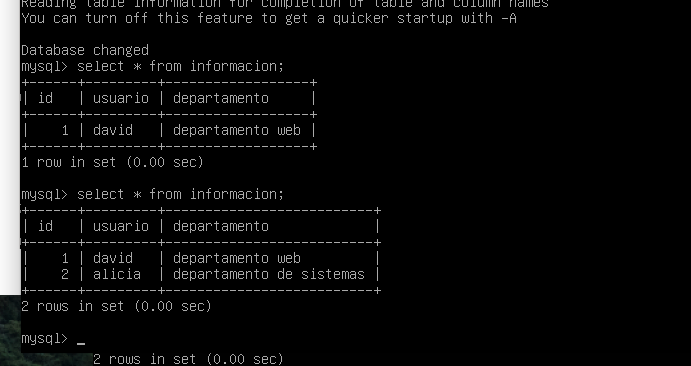 Reading table information for completion of table and column names
You can turn off this feature to get a quicker startup with -A
Database changed
mysql> select * from informacion;
+------+---------+------------------+
| id   | usuario | departamento     |
+------+---------+------------------+
|    1 | david   | departamento web |
+------+---------+------------------+
1 row in set (0.00 sec)
mysql> select * from informacion;
+------+---------+--------------------------+
| id   | usuario | departamento             |
+------+---------+--------------------------+
|    1 | david   | departamento web         |
|    2 | alicia  | departamento de sistemas |
+------+---------+--------------------------+
2 rows in set (0.00 sec)
mysql> _
2 rows in set (0.00 sec)